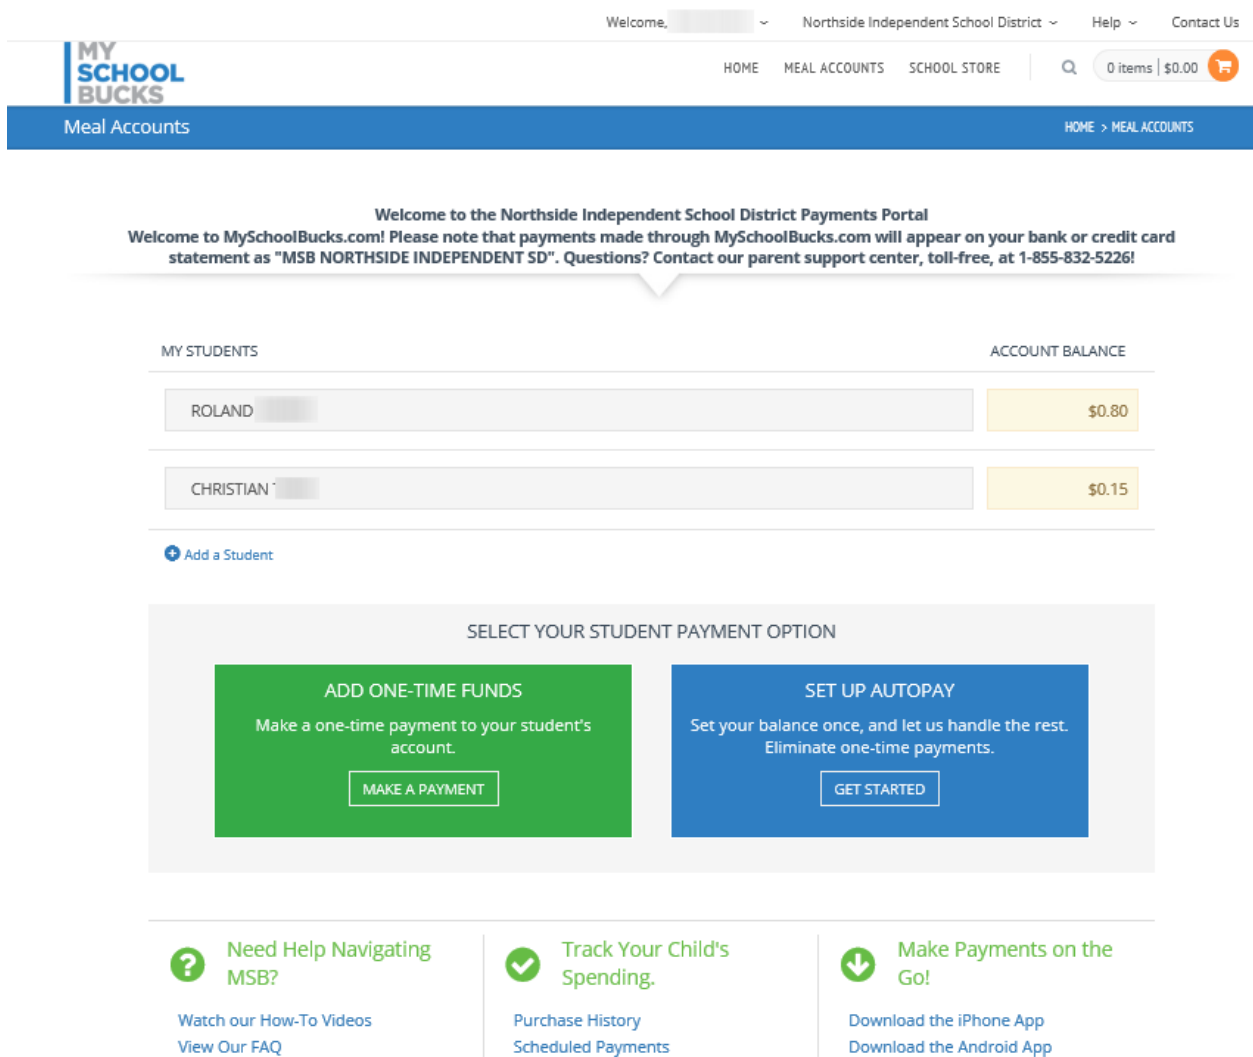 Welcome,
Northside Independent School District
Help
Contact Us
MY
SCHOOL
BUCKS
HOME
MEAL ACCOUNTS
SCHOOL STORE
0 items | $0.00
Meal Accounts
HOME > MEAL ACCOUNTS
Welcome to the Northside Independent School District Payments Portal
Welcome to MySchoolBucks.com! Please note that payments made through MySchoolBucks.com will appear on your bank or credit card
statement as "MSB NORTHSIDE INDEPENDENT SD". Questions? Contact our parent support center, toll-free, at 1-855-832-5226!
MY STUDENTS
ACCOUNT BALANCE
ROLAND
$0.80
CHRISTIAN
$0.15
Add a Student
SELECT YOUR STUDENT PAYMENT OPTION
ADD ONE-TIME FUNDS
Make a one-time payment to your student's
account.
MAKE A PAYMENT
SET UP AUTOPAY
Set your balance once, and let us handle the rest.
Eliminate one-time payments.
GET STARTED
Need Help Navigating
MSB?
Watch our How-To Videos
View Our FAQ
Track Your Child's
Spending.
Purchase History
Scheduled Payments
Make Payments on the
Go!
Download the iPhone App
Download the Android App